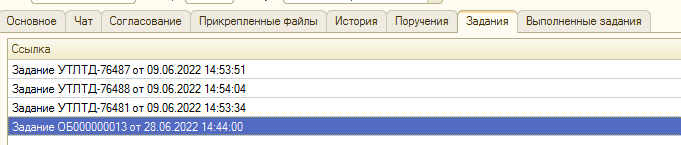 Основное Чат Согласование Прикрепленные файлы История Поручения Задания Выполненные задания
Ссылка
Задание УТЛТД-76487 от 09.06.2022 14:53:51
Задание УТЛТД-76488 от 09.06.2022 14:54:04
Задание УТЛТД-76481 от 09.06.2022 14:53:34
Задание ОБ000000013 от 28.06.2022 14:44:00